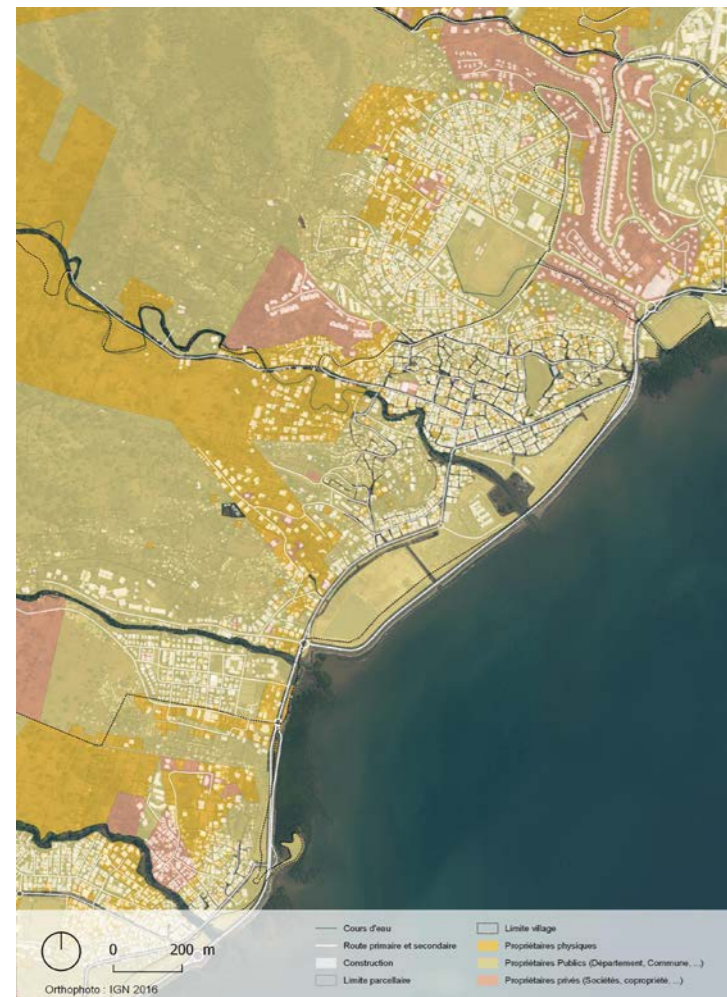 Cours d'eau
Route primaire et secondaire
Construction
Limite parcellaire
Limite village
Propriétaires physiques
Propriétaires Publics (Département, Commune, ...)
Propriétaires privés (Sociétés, copropriété, ...)
0 200 m
Orthophoto : IGN 2016